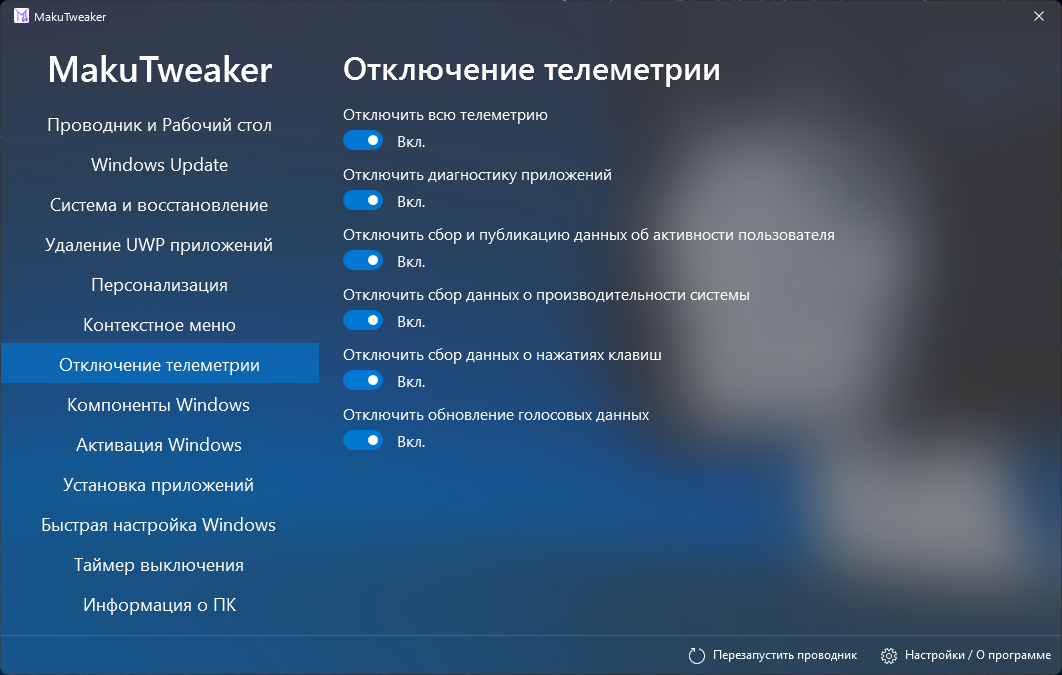 MakuTweaker
MakuTweaker
Проводник и Рабочий стол
Windows Update
Система и восстановление
Удаление UWP приложений
Персонализация
Контекстное меню
Отключение телеметрии
Компоненты Windows
Активация Windows
Установка приложений
Быстрая настройка Windows
Таймер выключения
Информация о ПК
Отключение телеметрии
Отключить всю телеметрию
Вкл.
Отключить диагностику приложений
Вкл.
Отключить сбор и публикацию данных об активности пользователя
Вкл.
Отключить сбор данных о производительности системы
Вкл.
Отключить сбор данных о нажатиях клавиш
Вкл.
Отключить обновление голосовых данных
Вкл.
Перезапустить проводник
Настройки / О программе